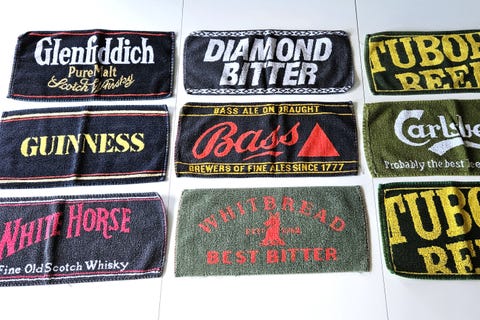 Glenfiddich
Pure Malt
Scotch Whisky
DIAMOND
BITTER
TUBOR
BEER
GUINNESS
BASS ALE ON DRAUGHT
Bass
BREWERS OF FINE ALES SINCE 1777
Carlsbe
Probably the best bee
WHITE HORSE
Fine Old Scotch Whisky
WHITBREAD
BEST BITTER
TUBO
BEE